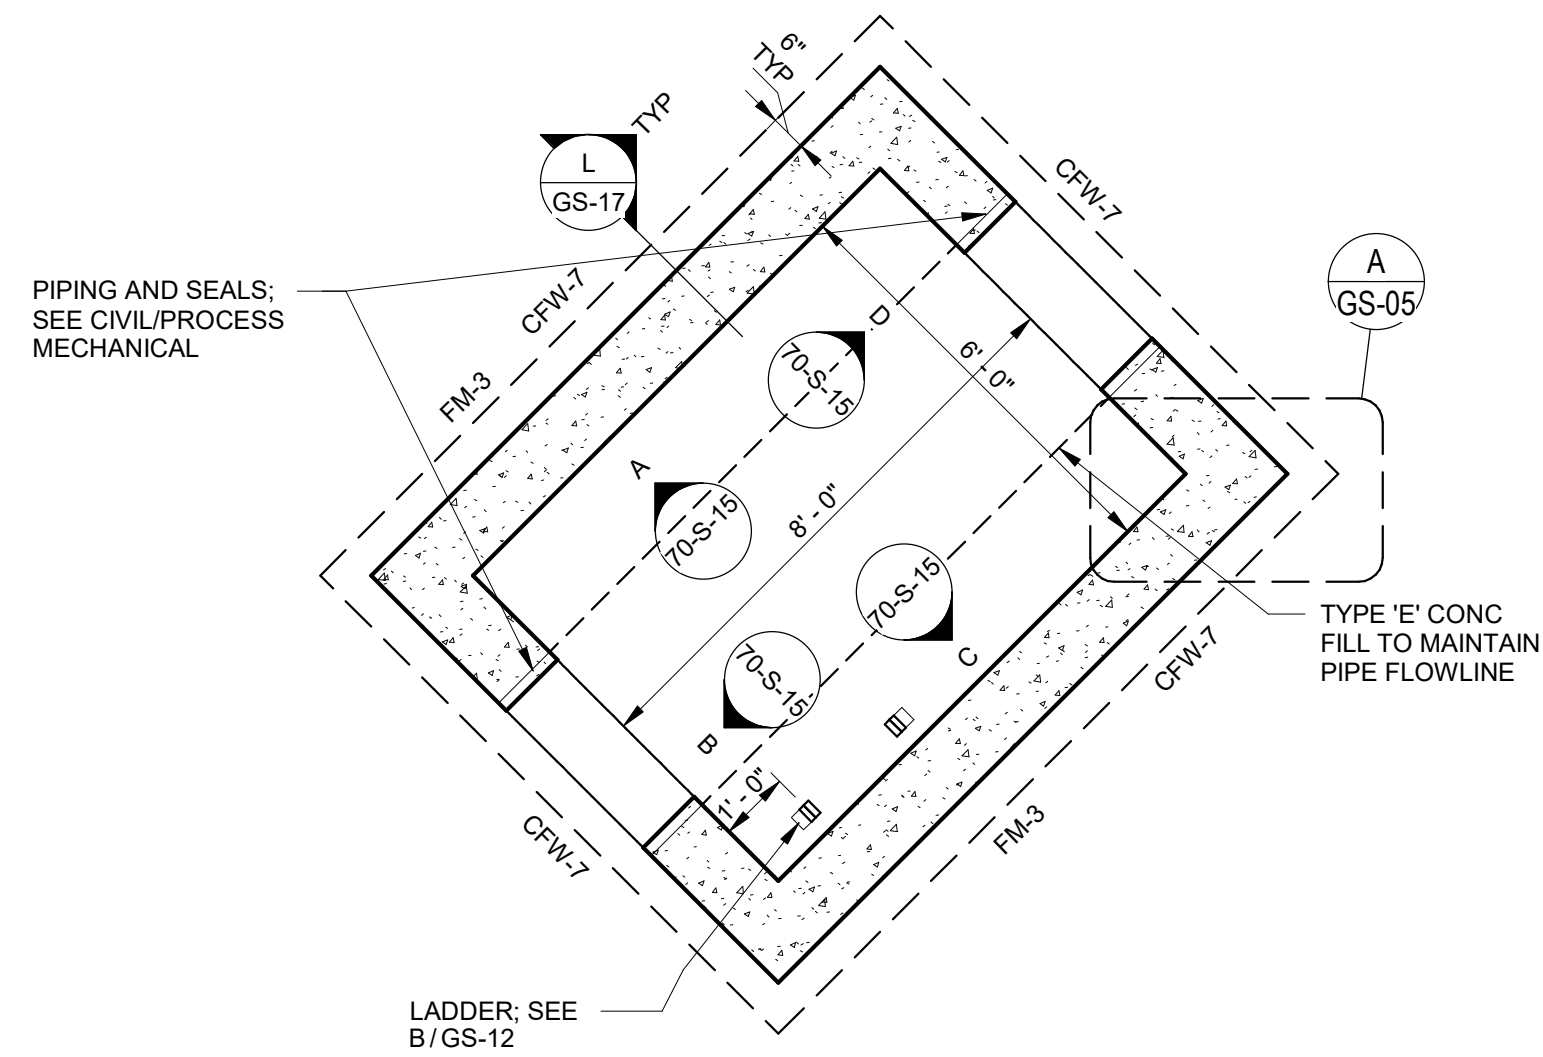 6"
TYP
TYP
L
GS-17
CFW-7
A
GS-05
PIPING AND SEALS;
SEE CIVIL/PROCESS
MECHANICAL
CFW-7
D
70-S-15
6' - 0"
FM-3
A
70-S-15
8' - 0"
70-S-15
TYPE 'E' CONC
FILL TO MAINTAIN
PIPE FLOWLINE
C
CFW-7
70-S-15
B
1' - 0"
CFW-7
FM-3
LADDER; SEE
B/GS-12